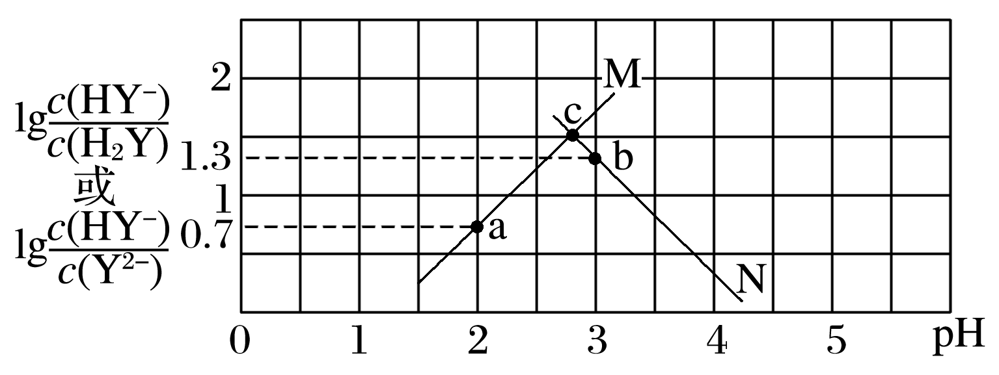 lg c(HY⁻)/c(H₂Y)
或
lg c(HY⁻)/c(Y²⁻)
2
1.3
1
0.7
M
c
b
a
N
0 1 2 3 4 5 pH